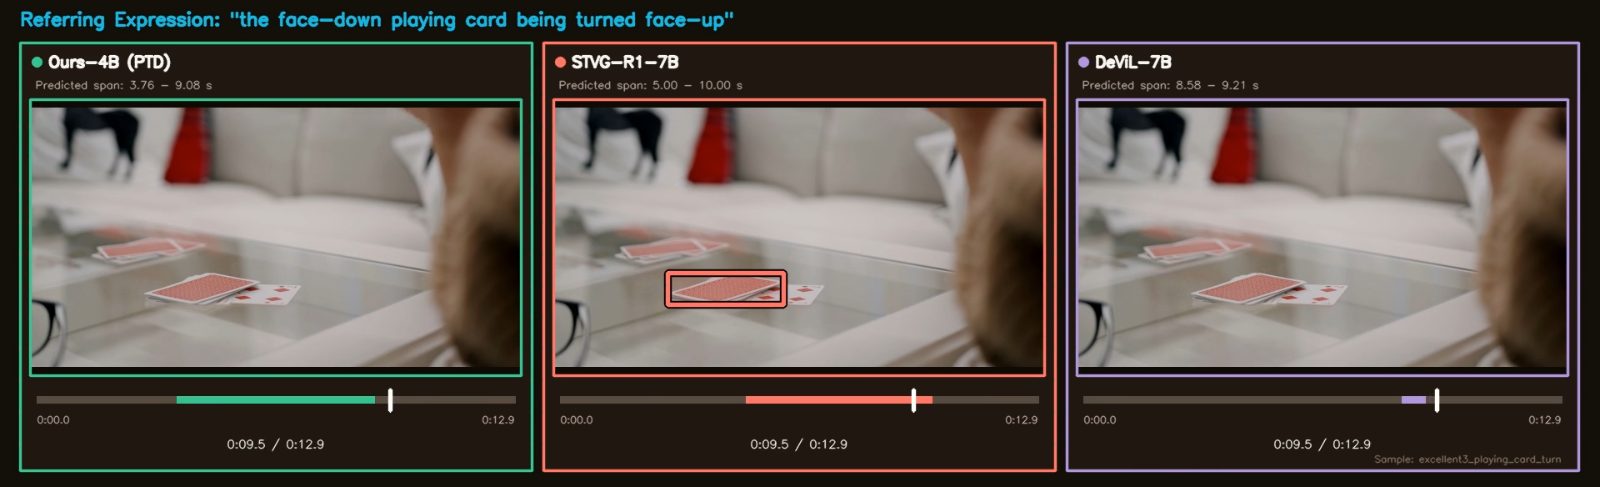 Referring Expression: "the face-down playing card being turned face-up"
Ours-4B (PTD)
Predicted span: 3.76 - 9.08 s
0:00.0
0:12.9
0:09.5 / 0:12.9
STVG-R1-7B
Predicted span: 5.00 - 10.00 s
0:00.0
0:12.9
0:09.5 / 0:12.9
DeViL-7B
Predicted span: 8.58 - 9.21 s
0:00.0
0:12.9
0:09.5 / 0:12.9
Sample: excellent3_playing_card_turn